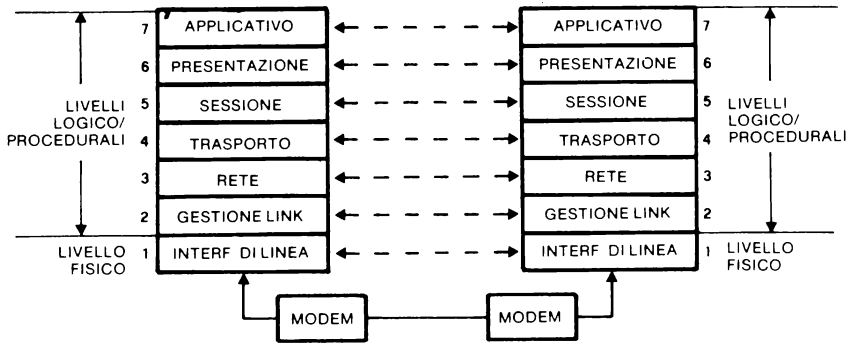 7 APPLICATIVO APPLICATIVO 7
6 PRESENTAZIONE PRESENTAZIONE 6
LIVELLI LOGICO/ PROCEDURALI
5 SESSIONE SESSIONE 5
LIVELLI LOGICO/ PROCEDURALI
4 TRASPORTO TRASPORTO 4
3 RETE RETE 3
2 GESTIONE LINK GESTIONE LINK 2
LIVELLO FISICO
1 INTERF DI LINEA INTERF DI LINEA 1
LIVELLO FISICO
MODEM MODEM